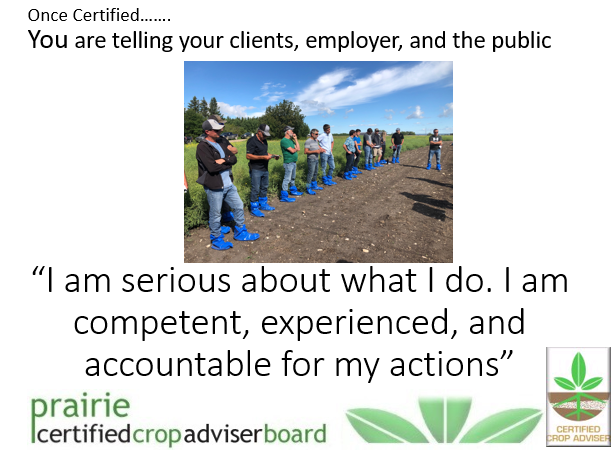 Once Certified…….
You are telling your clients, employer, and the public
“I am serious about what I do. I am
competent, experienced, and
accountable for my actions”
prairie
certifiedcropadviserboard
CERTIFIED
CROP ADVISER